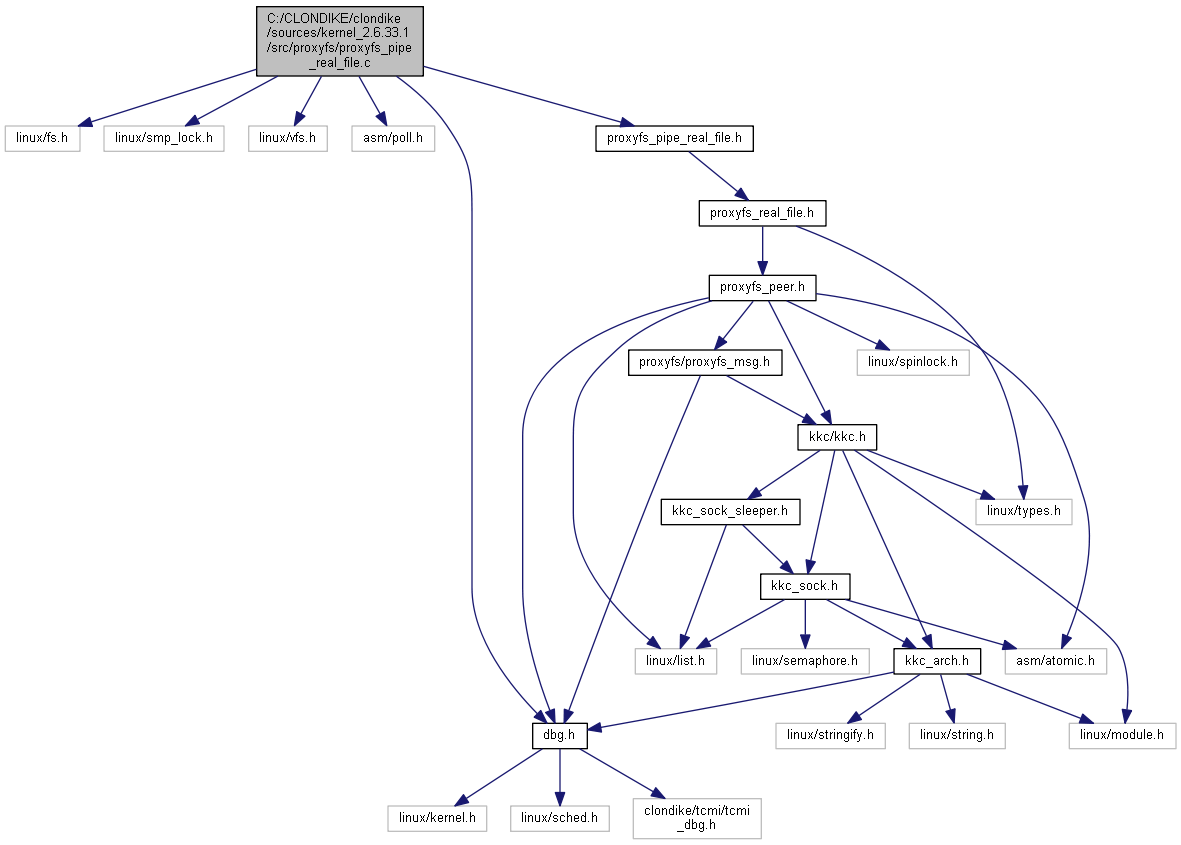 C:/CLONDIKE/clondike
/sources/kernel_2.6.33.1
/src/proxyfs/proxyfs_pipe
_real_file.c
linux/fs.h
linux/smp_lock.h
linux/vfs.h
asm/poll.h
proxyfs_pipe_real_file.h
proxyfs_real_file.h
proxyfs_peer.h
proxyfs/proxyfs_msg.h
linux/spinlock.h
kkc/kkc.h
kkc_sock_sleeper.h
linux/types.h
kkc_sock.h
linux/list.h
linux/semaphore.h
kkc_arch.h
asm/atomic.h
dbg.h
linux/stringify.h
linux/string.h
linux/module.h
linux/kernel.h
linux/sched.h
clondike/tcmi/tcmi
_dbg.h